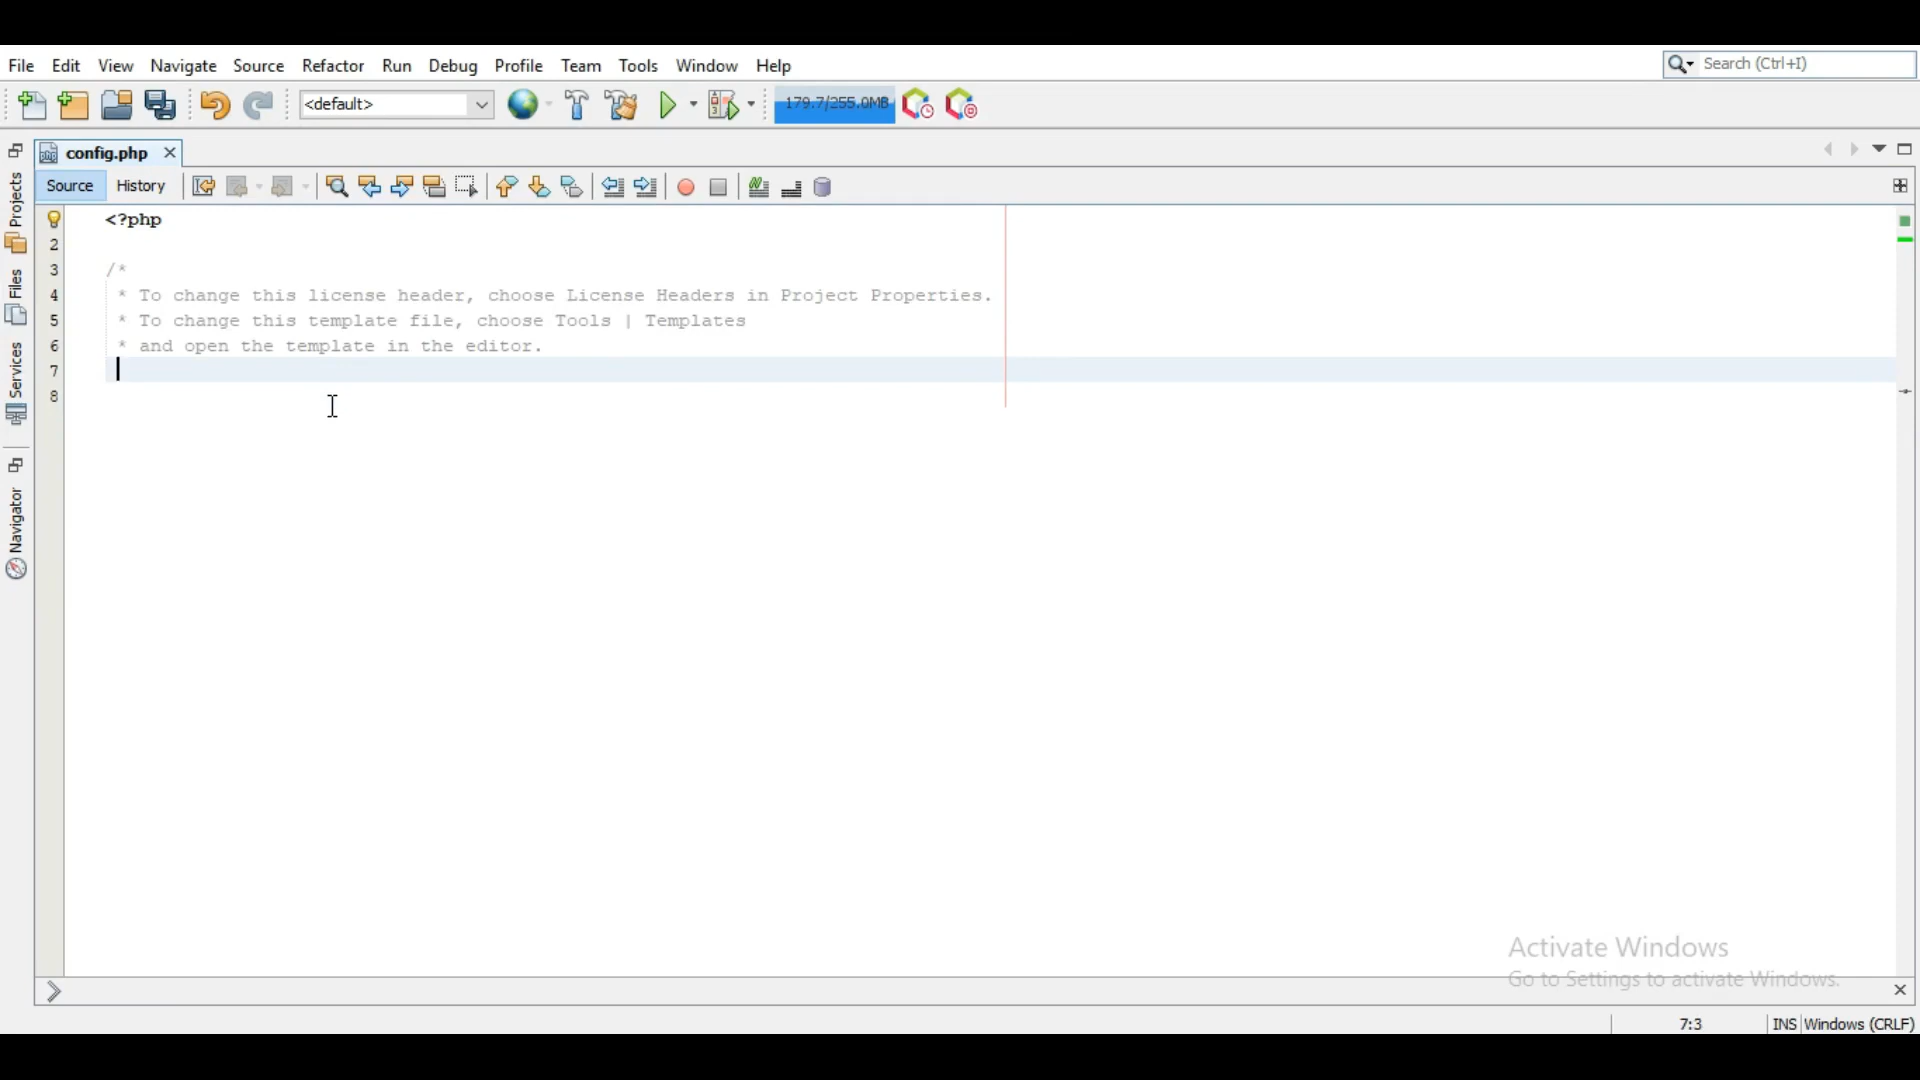 File Edit View Navigate Source Refactor Run Debug Profile Team Tools Window Help
Search (Ctrl+I)
<default>
179.7/255.0MB
config.php
Source History
Projects
Files
Services
Navigator
<?php
2
3 /*
4 * To change this license header, choose License Headers in Project Properties.
5 * To change this template file, choose Tools | Templates
6 * and open the template in the editor.
7
8
Activate Windows
Go to Settings to activate Windows.
7:3 INS Windows (CRLF)